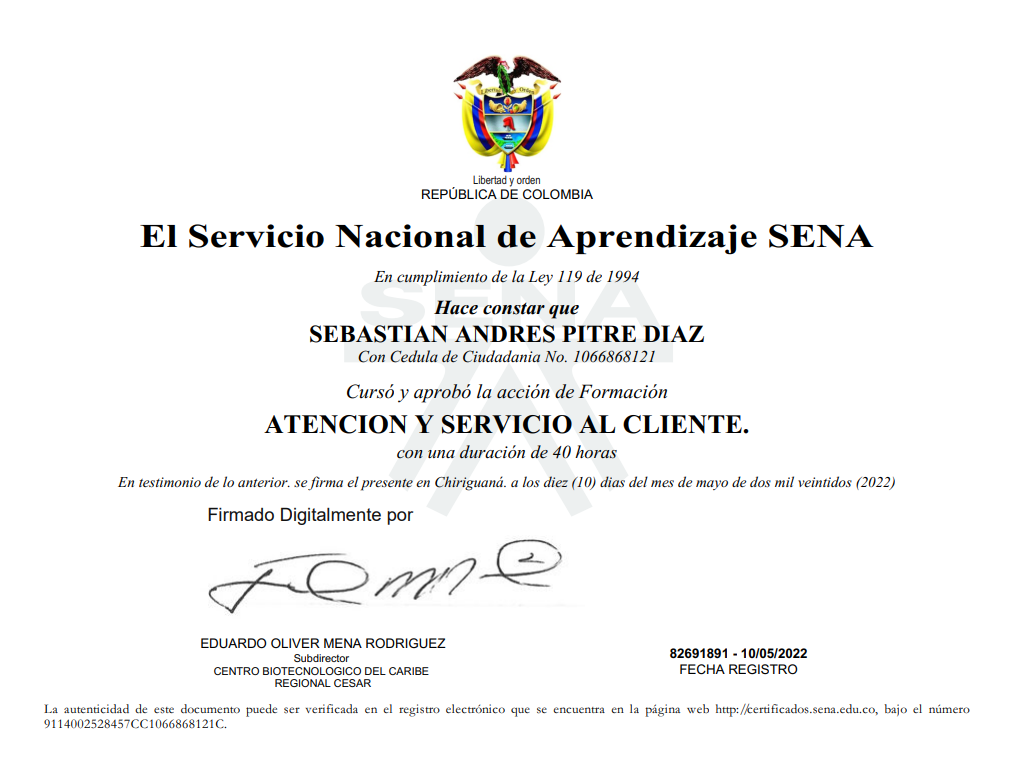 Libertad y Orden
Libertad y orden
REPÚBLICA DE COLOMBIA
El Servicio Nacional de Aprendizaje SENA
En cumplimiento de la Ley 119 de 1994
SENA
Hace constar que
SEBASTIAN ANDRES PITRE DIAZ
Con Cedula de Ciudadania No. 1066868121
Cursó y aprobó la acción de Formación
ATENCION Y SERVICIO AL CLIENTE.
con una duración de 40 horas
En testimonio de lo anterior. se firma el presente en Chiriguaná. a los diez (10) dias del mes de mayo de dos mil veintidos (2022)
Firmado Digitalmente por
EDUARDO OLIVER MENA RODRIGUEZ
Subdirector
CENTRO BIOTECNOLOGICO DEL CARIBE
REGIONAL CESAR
82691891 - 10/05/2022
FECHA REGISTRO
La autenticidad de este documento puede ser verificada en el registro electrónico que se encuentra en la página web http://certificados.sena.edu.co, bajo el número
9114002528457CC1066868121C.